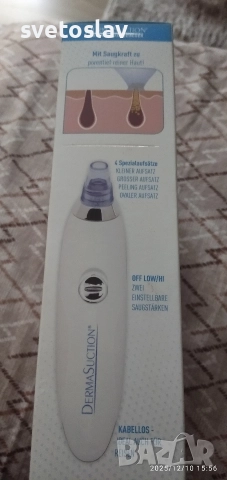 svetoslav
Mit Saugkraft zu
porentief reiner Haut!
4 Spezialaufsätze
KLEINER AUFSATZ
GROSSER AUFSATZ
PEELING AUFSATZ
OVALER AUFSATZ
OFF LOW/HI
ZWEI
EINSTELLBARE
SAUGSTÄRKEN
DERMASUCTION®
KABELLOS -
BAZAR
2025/12/10 15:56